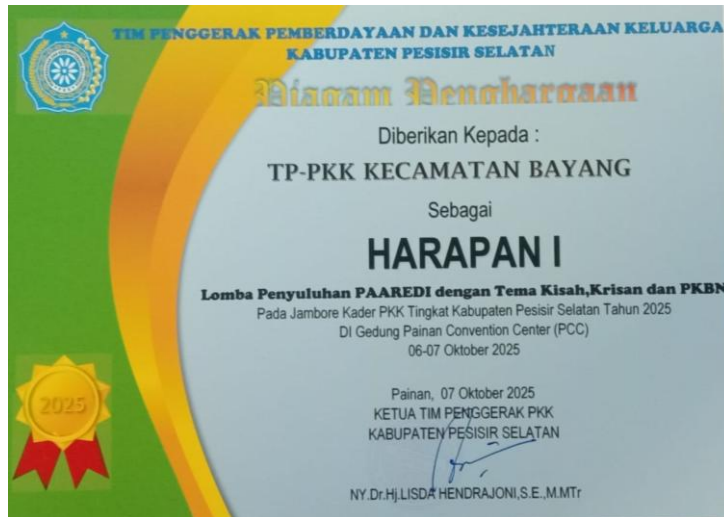 TIM PENGGERAK PEMBERDAYAAN DAN KESEJAHTERAAN KELUARGA
KABUPATEN PESISIR SELATAN
Piagam Penghargaan
Diberikan Kepada :
TP-PKK KECAMATAN BAYANG
Sebagai
HARAPAN I
Lomba Penyuluhan PAAREDI dengan Tema Kisah,Krisan dan PKBN
Pada Jambore Kader PKK Tingkat Kabupaten Pesisir Selatan Tahun 2025
DI Gedung Painan Convention Center (PCC)
06-07 Oktober 2025
2025
Painan, 07 Oktober 2025
KETUA TIM PENGGERAK PKK
KABUPATEN PESISIR SELATAN
NY.Dr.Hj.LISDA HENDRAJONI,S.E.,M.MTr